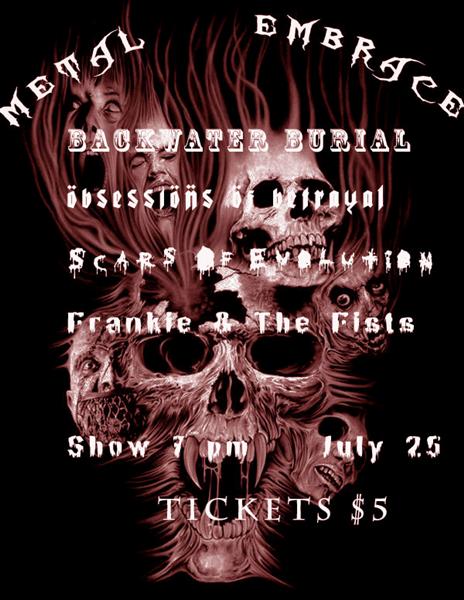 METAL EMBRACE
BACKWATER BURIAL
öbsessiöns öf betrayal
Scars Of Evolution
Frankie & The Fists
Show 7 pm July 25
TICKETS $5